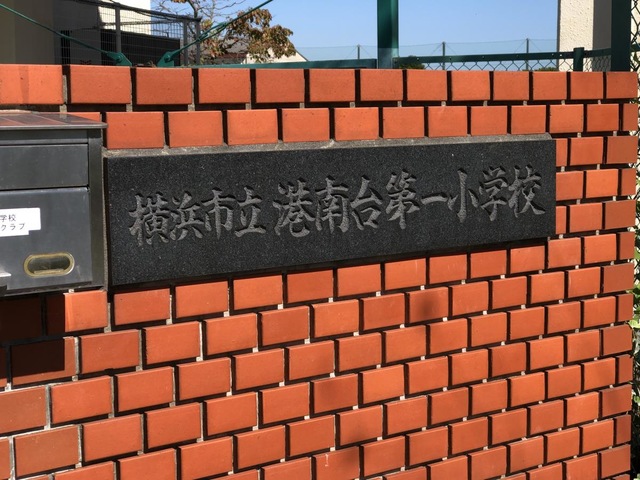 横浜市立 港南台第一小学校
学校
クラブ